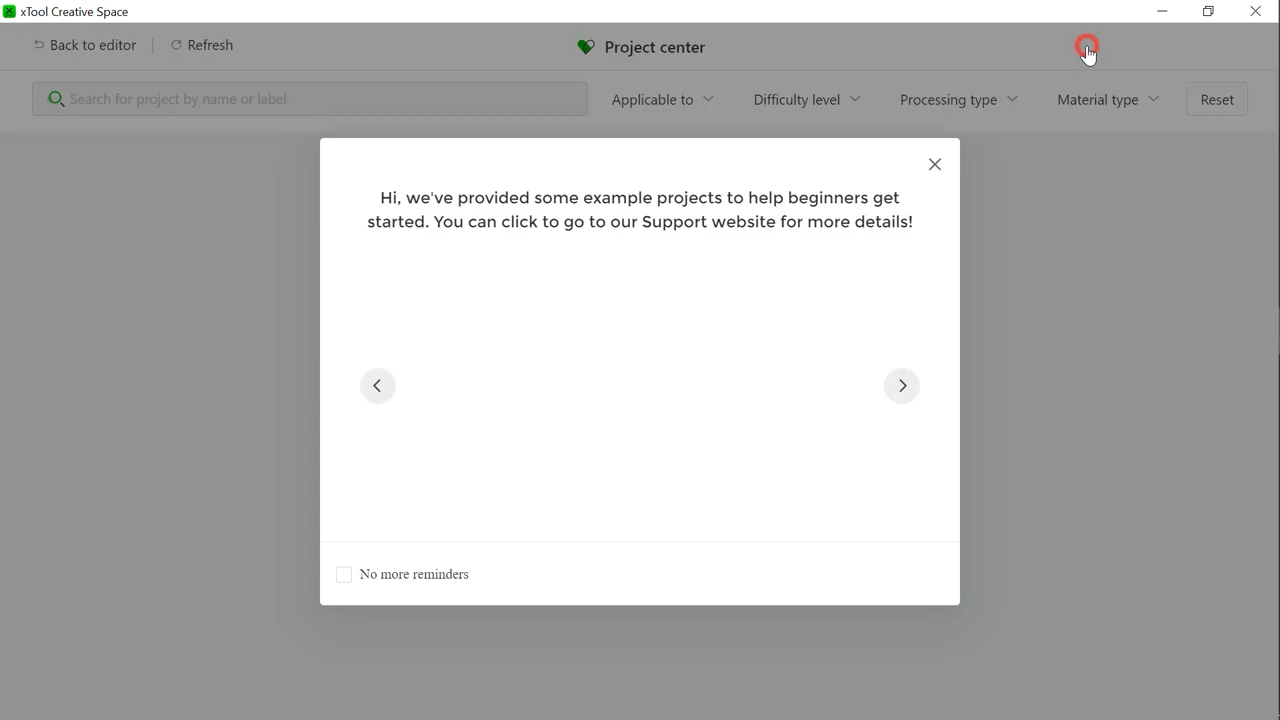 xTool Creative Space
Back to editor
Refresh
Project center
Search for project by name or label
Applicable to
Difficulty level
Processing type
Material type
Reset
Hi, we've provided some example projects to help beginners get
started. You can click to go to our Support website for more details!
No more reminders